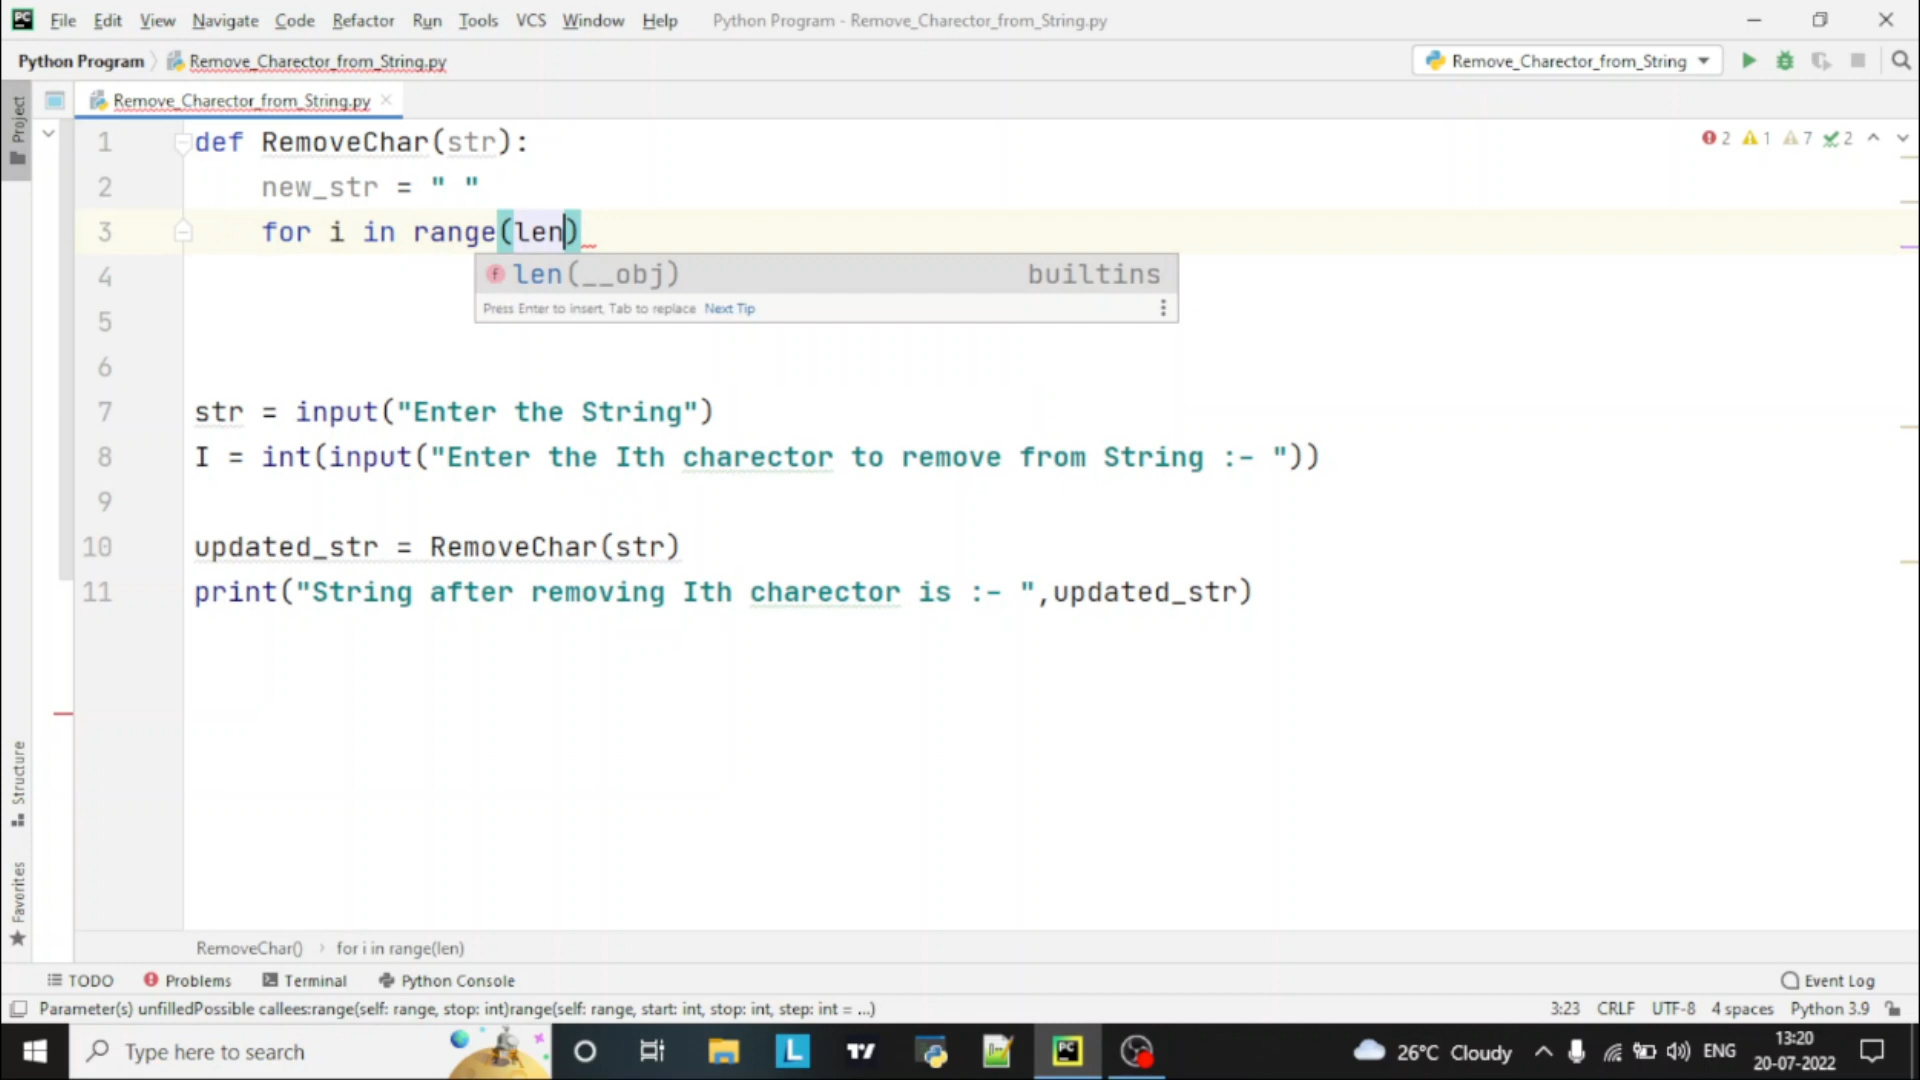 PC File Edit View Navigate Code Refactor Run Tools VCS Window Help Python Program - Remove_Charector_from_String.py
Python Program Remove_Charector_from_String.py Remove_Charector_from_String
Project Remove_Charector_from_String.py
1 def RemoveChar(str): 2 1 7 2
2 new_str = " "
3 for i in range(len)
4 len(__obj) builtins
Press Enter to insert, Tab to replace Next Tip
5
6
7 str = input("Enter the String")
8 I = int(input("Enter the Ith charector to remove from String :- "))
9
10 updated_str = RemoveChar(str)
11 print("String after removing Ith charector is :- ",updated_str)
Structure
Favorites
RemoveChar() › for i in range(len)
TODO Problems Terminal Python Console Event Log
Parameter(s) unfilledPossible callees:range(self: range, stop: int)range(self: range, start: int, stop: int, step: int = ...) 3:23 CRLF UTF-8 4 spaces Python 3.9
Type here to search L PC 26°C Cloudy ENG 13:20
20-07-2022